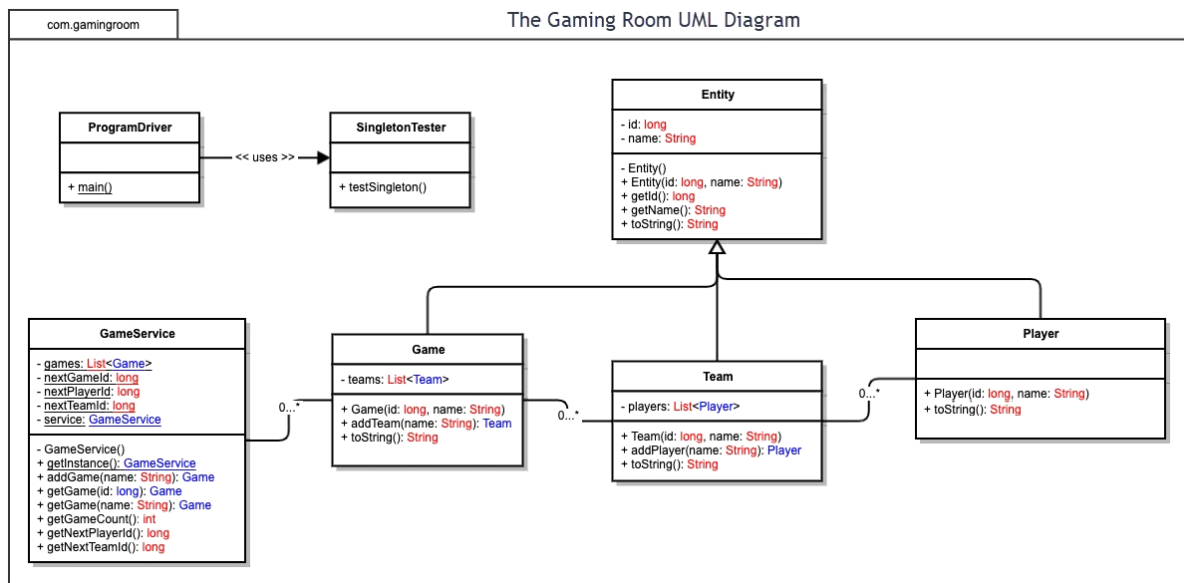 com.gamingroom
The Gaming Room UML Diagram
ProgramDriver
+ main()
<< uses >>
SingletonTester
+ testSingleton()
Entity
- id: long
- name: String
- Entity()
+ Entity(id: long, name: String)
+ getId(): long
+ getName(): String
+ toString(): String
GameService
- games: List<Game>
- nextGameId: long
- nextPlayerId: long
- nextTeamId: long
- service: GameService
- GameService()
+ getInstance(): GameService
+ addGame(name: String): Game
+ getGame(id: long): Game
+ getGame(name: String): Game
+ getGameCount(): int
+ getNextPlayerId(): long
+ getNextTeamId(): long
0...*
Game
- teams: List<Team>
+ Game(id: long, name: String)
+ addTeam(name: String): Team
+ toString(): String
0...*
Team
- players: List<Player>
+ Team(id: long, name: String)
+ addPlayer(name: String): Player
+ toString(): String
0...*
Player
+ Player(id: long, name: String)
+ toString(): String